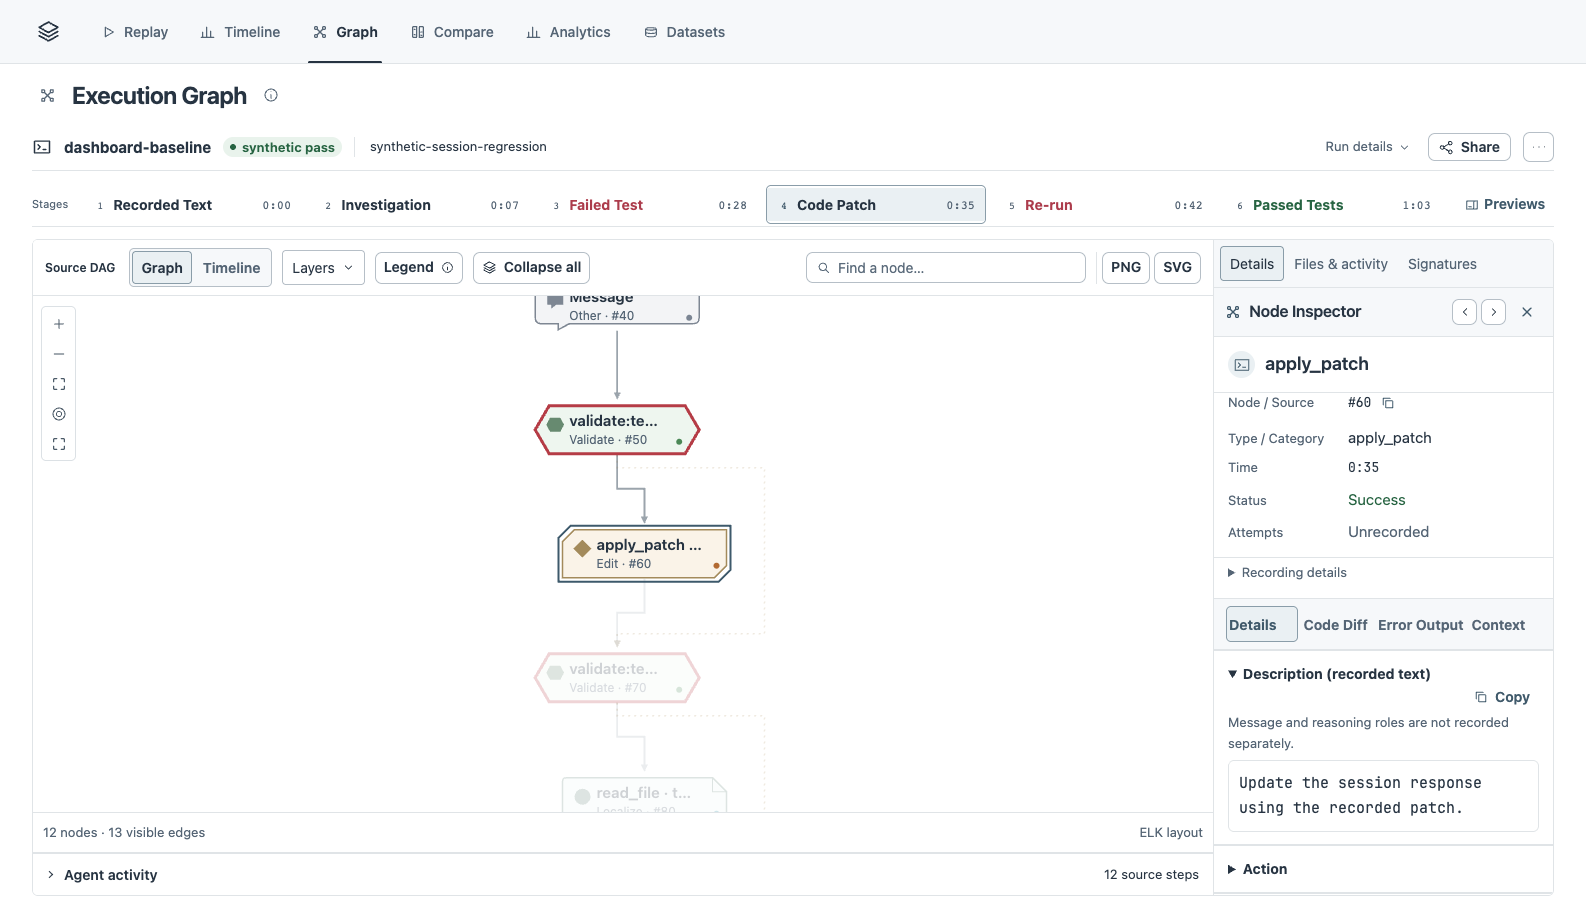 Replay
Timeline
Graph
Compare
Analytics
Datasets
Execution Graph
dashboard-baseline
synthetic pass
synthetic-session-regression
Run details
Share
Stages
1 Recorded Text 0:00
2 Investigation 0:07
3 Failed Test 0:28
4 Code Patch 0:35
5 Re-run 0:42
6 Passed Tests 1:03
Previews
Source DAG
Graph
Timeline
Layers
Legend
Collapse all
Find a node...
PNG
SVG
Message
Other · #40
validate:te...
Validate · #50
apply_patch ...
Edit · #60
validate:te...
Validate · #70
read_file · t...
Localize · #80
12 nodes · 13 visible edges
ELK layout
Agent activity
12 source steps
Details
Files & activity
Signatures
Node Inspector
apply_patch
Node / Source #60
Type / Category apply_patch
Time 0:35
Status Success
Attempts Unrecorded
Recording details
Details
Code Diff
Error Output
Context
Description (recorded text)
Copy
Message and reasoning roles are not recorded
separately.
Update the session response
using the recorded patch.
Action